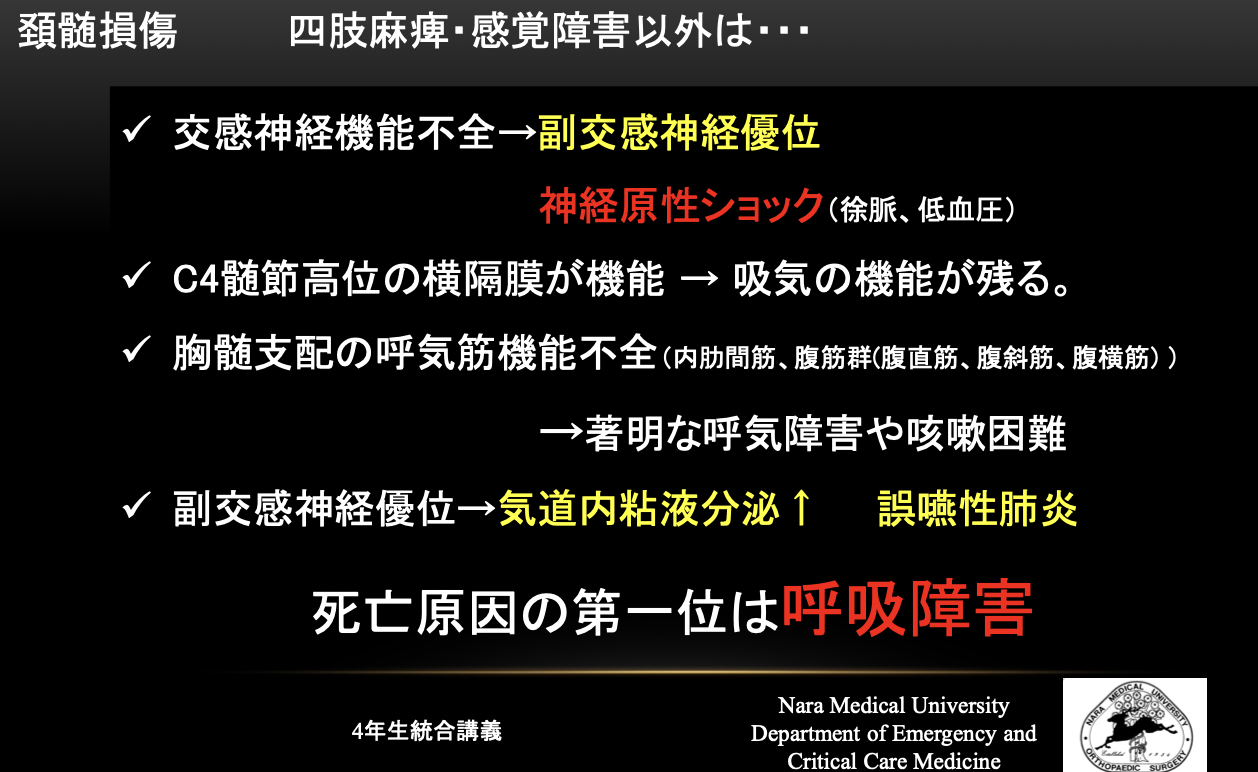 頚髄損傷 四肢麻痺・感覚障害以外は・・・
✓ 交感神経機能不全→副交感神経優位
神経原性ショック（徐脈、低血圧）
✓ C4髄節高位の横隔膜が機能 → 吸気の機能が残る。
✓ 胸髄支配の呼気筋機能不全（内肋間筋、腹筋群(腹直筋、腹斜筋、腹横筋））
→著明な呼気障害や咳嗽困難
✓ 副交感神経優位→気道内粘液分泌↑ 誤嚥性肺炎
死亡原因の第一位は呼吸障害
4年生統合講義
Nara Medical University
Department of Emergency and
Critical Care Medicine
NARA MEDICAL UNIVERSITY
ORTHOPAEDIC SURGERY